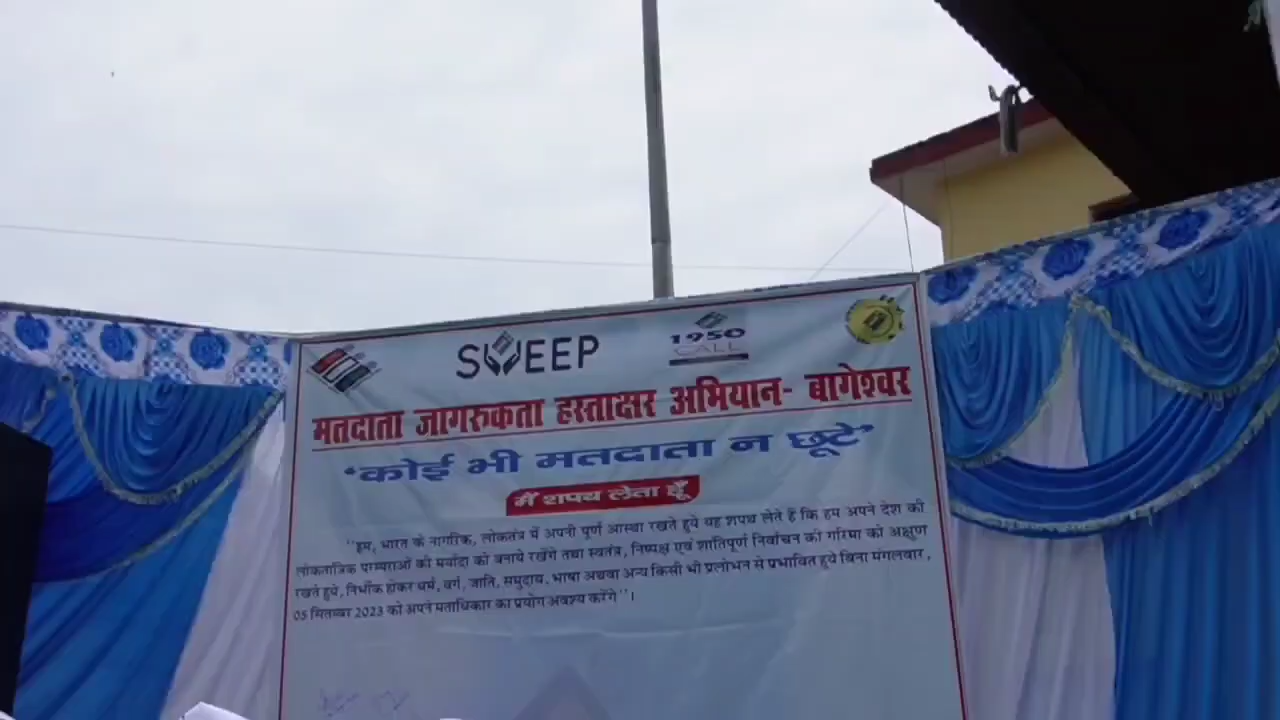 SWEEP
1950
CALL
मतदाता जागरुकता हस्ताक्षर अभियान- बागेश्वर
‘कोई भी मतदाता न छूटे’
मैं शपथ लेता हूँ
‘‘हम, भारत के नागरिक, लोकतंत्र में अपनी पूर्ण आस्था रखते हुये यह शपथ लेते हैं कि हम अपने देश की
लोकतांत्रिक परम्पराओं की मर्यादा को बनाये रखेंगे तथा स्वतंत्र, निष्पक्ष एवं शांतिपूर्ण निर्वाचन की गरिमा को अक्षुण
रखते हुये, निर्भीक होकर धर्म, वर्ग, जाति, समुदाय, भाषा अथवा अन्य किसी भी प्रलोभन से प्रभावित हुये बिना मंगलवार,
05 सितम्बर 2023 को अपने मताधिकार का प्रयोग अवश्य करेंगे’’।